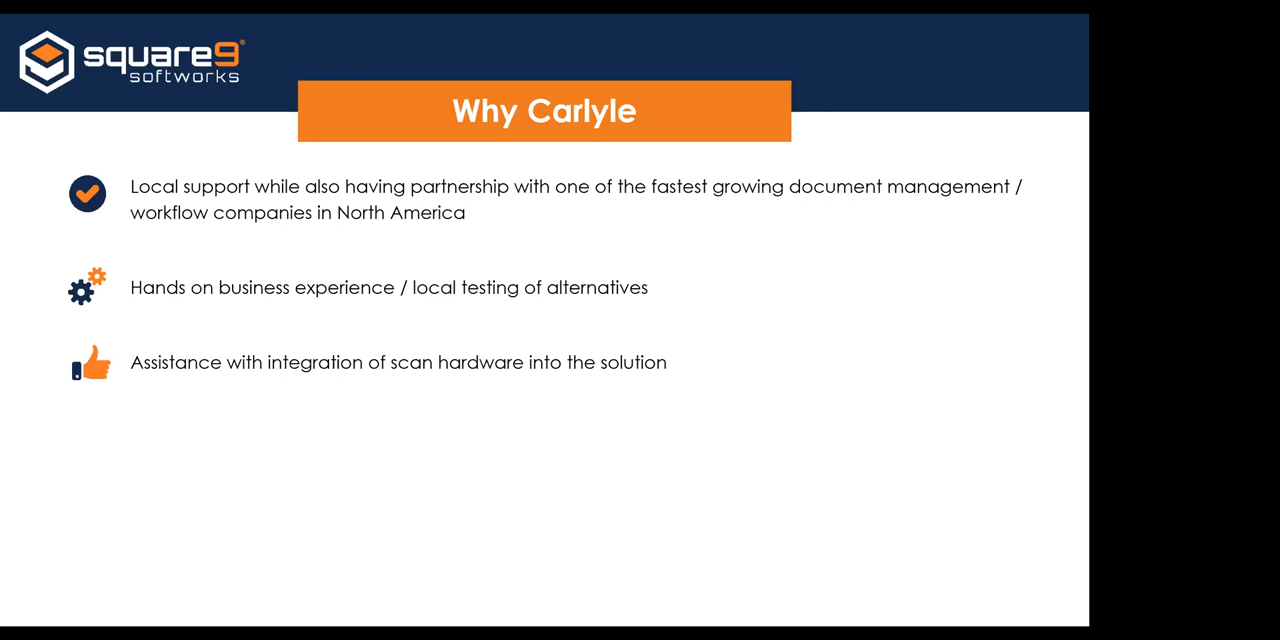 square9®
softworks
Why Carlyle
Local support while also having partnership with one of the fastest growing document management /
workflow companies in North America
Hands on business experience / local testing of alternatives
Assistance with integration of scan hardware into the solution